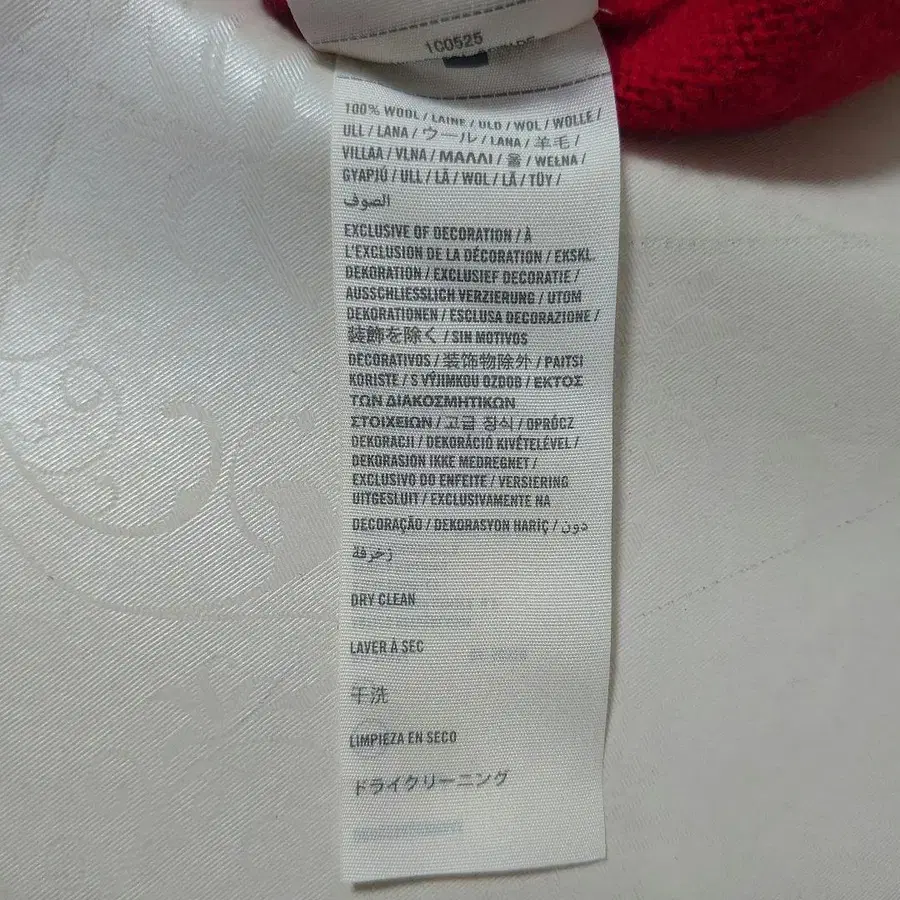 1C0525
100% WOOL / LAINE / ULD / WOL / WOLLE /
ULL / LANA / ウール / LANA / 羊毛 /
VILLAA / VLNA / ΜΑΛΛΙ / 울 / WEŁNA /
GYAPJÚ / ULL / LÃ / WOL / LÃ / TÜY /
الصوف
EXCLUSIVE OF DECORATION / À
L'EXCLUSION DE LA DÉCORATION / EKSKL.
DEKORATION / EXCLUSIEF DECORATIE /
AUSSCHLIESSLICH VERZIERUNG / UTOM
DEKORATIONEN / ESCLUSA DECORAZIONE /
装飾を除く / SIN MOTIVOS
DECORATIVOS / 装饰物除外 / PAITSI
KORISTE / S VÝJIMKOU OZDOB / ΕΚΤΟΣ
ΤΩΝ ΔΙΑΚΟΣΜΗΤΙΚΩΝ
ΣΤΟΙΧΕΙΩΝ / 고급 장식 / OPRÓCZ
DEKORACJI / DEKORÁCIÓ KIVÉTELÉVEL /
DEKORASJON IKKE MEDREGNET /
EXCLUSIVO DO ENFEITE / VERSIERING
UITGESLUIT / EXCLUSIVAMENTE NA
DECORAÇÃO / DEKORASYON HARİÇ / دون
زخرفة
DRY CLEAN
LAVER À SEC
干洗
LIMPIEZA EN SECO
ドライクリーニング